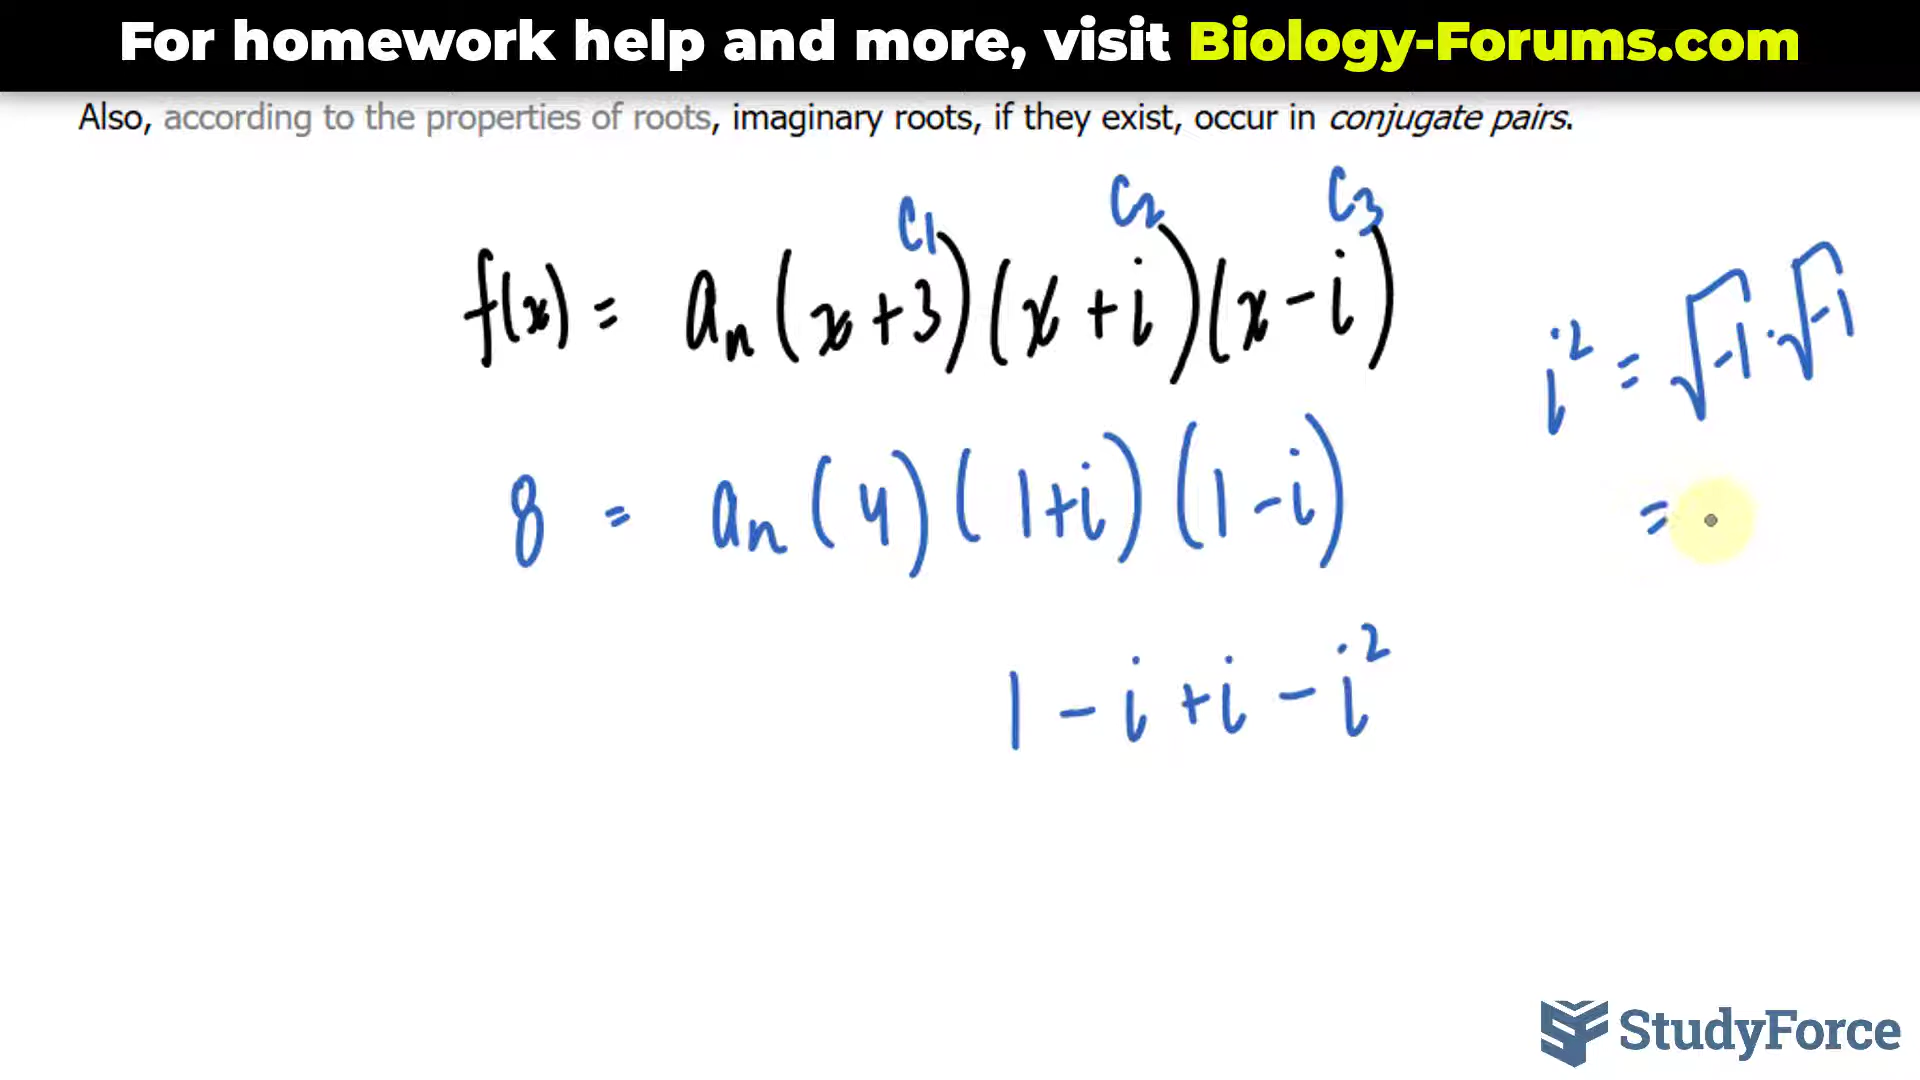 For homework help and more, visit Biology-Forums.com
Also, according to the properties of roots, imaginary roots, if they exist, occur in conjugate pairs.
C1 C2 C3
f(x) = an (x+3)(x+i)(x-i)
i² = √-1 · √-1
8 = an (4) (1+i) (1-i)
=
1 - i + i - i²
StudyForce